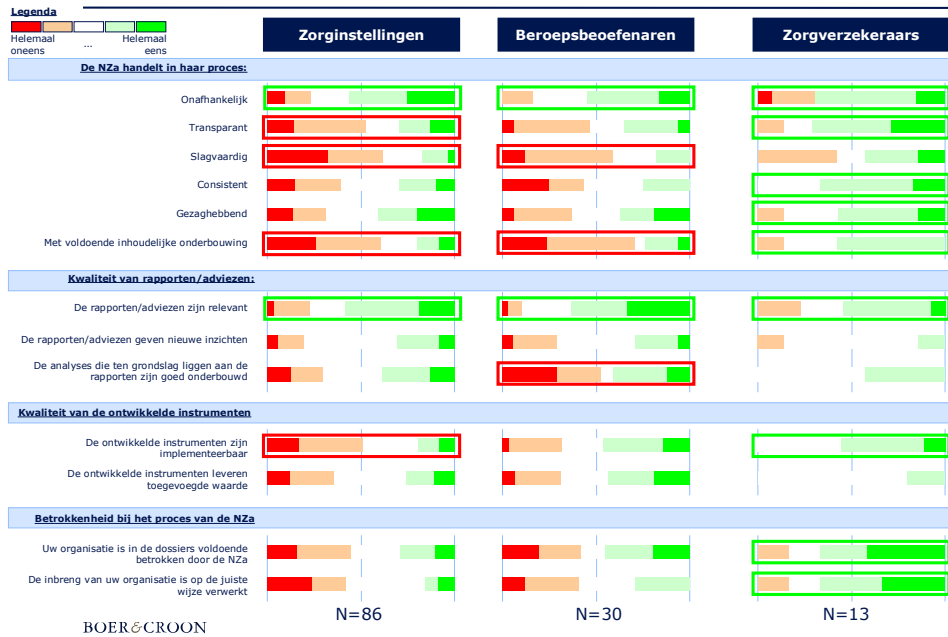 Legenda
Helemaal oneens
...
Helemaal eens
Zorginstellingen
Beroepsbeoefenaren
Zorgverzekeraars
De NZa handelt in haar proces:
Onafhankelijk
Transparant
Slagvaardig
Consistent
Gezaghebbend
Met voldoende inhoudelijke onderbouwing
Kwaliteit van rapporten/adviezen:
De rapporten/adviezen zijn relevant
De rapporten/adviezen geven nieuwe inzichten
De analyses die ten grondslag liggen aan de
rapporten zijn goed onderbouwd
Kwaliteit van de ontwikkelde instrumenten
De ontwikkelde instrumenten zijn
implementeerbaar
De ontwikkelde instrumenten leveren
toegevoegde waarde
Betrokkenheid bij het proces van de NZa
Uw organisatie is in de dossiers voldoende
betrokken door de NZa
De inbreng van uw organisatie is op de juiste
wijze verwerkt
N=86
N=30
N=13
BOER&CROON